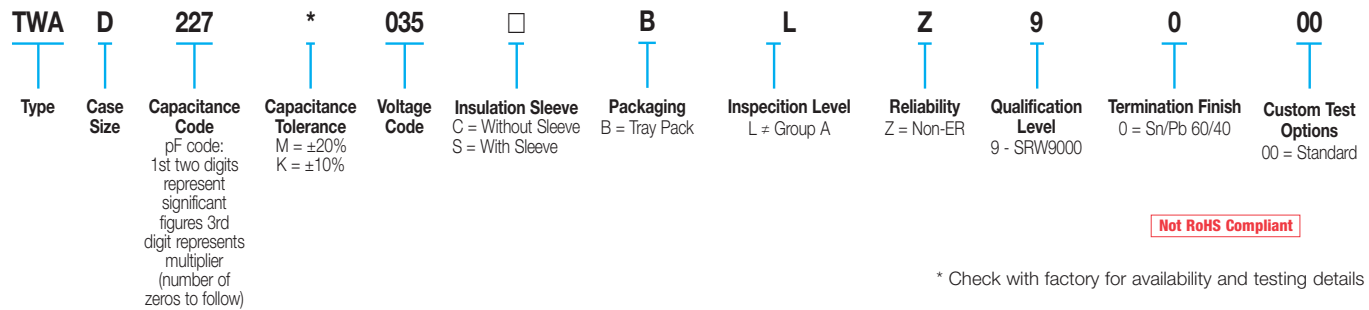 TWA D 227 * 035 □ B L Z 9 0 00
Type
Case
Size
Capacitance
Code
pF code:
1st two digits
represent
significant
figures 3rd
digit represents
multiplier
(number of
zeros to follow)
Capacitance
Tolerance
M = ±20%
K = ±10%
Voltage
Code
Insulation Sleeve
C = Without Sleeve
S = With Sleeve
Packaging
B = Tray Pack
Inspecition Level
L ≠ Group A
Reliability
Z = Non-ER
Qualification
Level
9 - SRW9000
Termination Finish
0 = Sn/Pb 60/40
Custom Test
Options
00 = Standard
Not RoHS Compliant
* Check with factory for availability and testing details